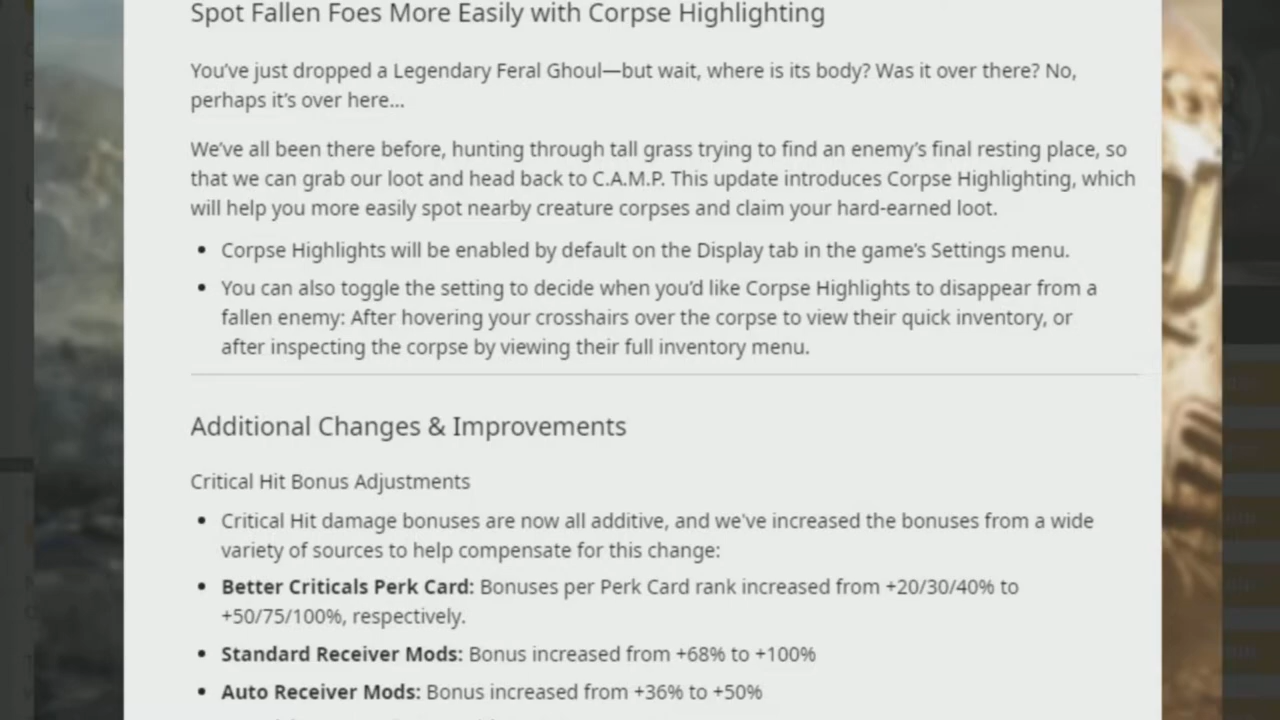 Spot Fallen Foes More Easily with Corpse Highlighting
You've just dropped a Legendary Feral Ghoul—but wait, where is its body? Was it over there? No,
perhaps it's over here...
We've all been there before, hunting through tall grass trying to find an enemy's final resting place, so
that we can grab our loot and head back to C.A.M.P. This update introduces Corpse Highlighting, which
will help you more easily spot nearby creature corpses and claim your hard-earned loot.
• Corpse Highlights will be enabled by default on the Display tab in the game's Settings menu.
• You can also toggle the setting to decide when you'd like Corpse Highlights to disappear from a
fallen enemy: After hovering your crosshairs over the corpse to view their quick inventory, or
after inspecting the corpse by viewing their full inventory menu.
Additional Changes & Improvements
Critical Hit Bonus Adjustments
• Critical Hit damage bonuses are now all additive, and we've increased the bonuses from a wide
variety of sources to help compensate for this change:
• Better Criticals Perk Card: Bonuses per Perk Card rank increased from +20/30/40% to
+50/75/100%, respectively.
• Standard Receiver Mods: Bonus increased from +68% to +100%
• Auto Receiver Mods: Bonus increased from +36% to +50%